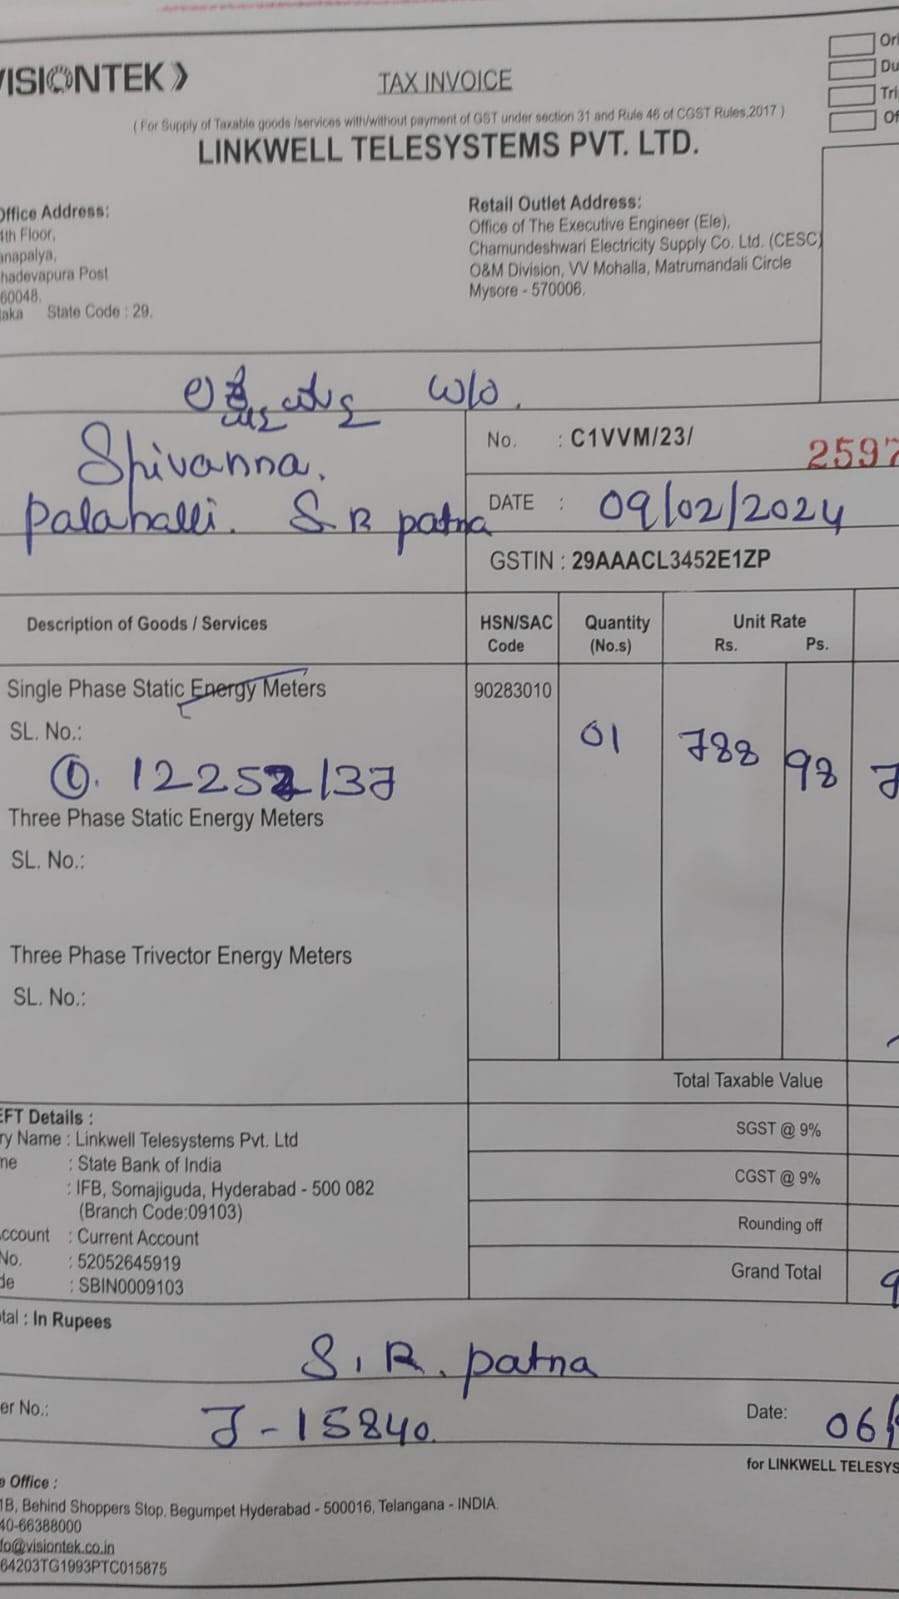 VISIONTEK
TAX INVOICE
( For Supply of Taxable goods /services with/without payment of GST under section 31 and Rule 46 of CGST Rules,2017 )
LINKWELL TELESYSTEMS PVT. LTD.
Office Address:
4th Floor,
anapalya,
hadevapura Post
60048.
aka State Code : 29.
Retail Outlet Address:
Office of The Executive Engineer (Ele),
Chamundeshwari Electricity Supply Co. Ltd. (CESC)
O&M Division, VV Mohalla, Matrumandali Circle
Mysore - 570006.
W/o.
Shivanna.
palahalli. S R patna
No. : C1VVM/23/ 2597
DATE : 09/02/2024
GSTIN : 29AAACL3452E1ZP
Description of Goods / Services HSN/SAC Code Quantity (No.s) Unit Rate Rs. Ps.
Single Phase Static Energy Meters 90283010
SL. No.: 01 788 98 7
①. 12252137
Three Phase Static Energy Meters
SL. No.:
Three Phase Trivector Energy Meters
SL. No.:
Total Taxable Value
SGST @ 9%
CGST @ 9%
Rounding off
Grand Total 9
EFT Details :
ry Name : Linkwell Telesystems Pvt. Ltd
me : State Bank of India
: IFB, Somajiguda, Hyderabad - 500 082
(Branch Code:09103)
Account : Current Account
No. : 52052645919
de : SBIN0009103
tal : In Rupees
S. R. patna
er No.: J-15840. Date: 06/
for LINKWELL TELESYS
e Office :
1B, Behind Shoppers Stop, Begumpet Hyderabad - 500016, Telangana - INDIA.
40-66388000
fo@visiontek.co.in
64203TG1993PTC015875